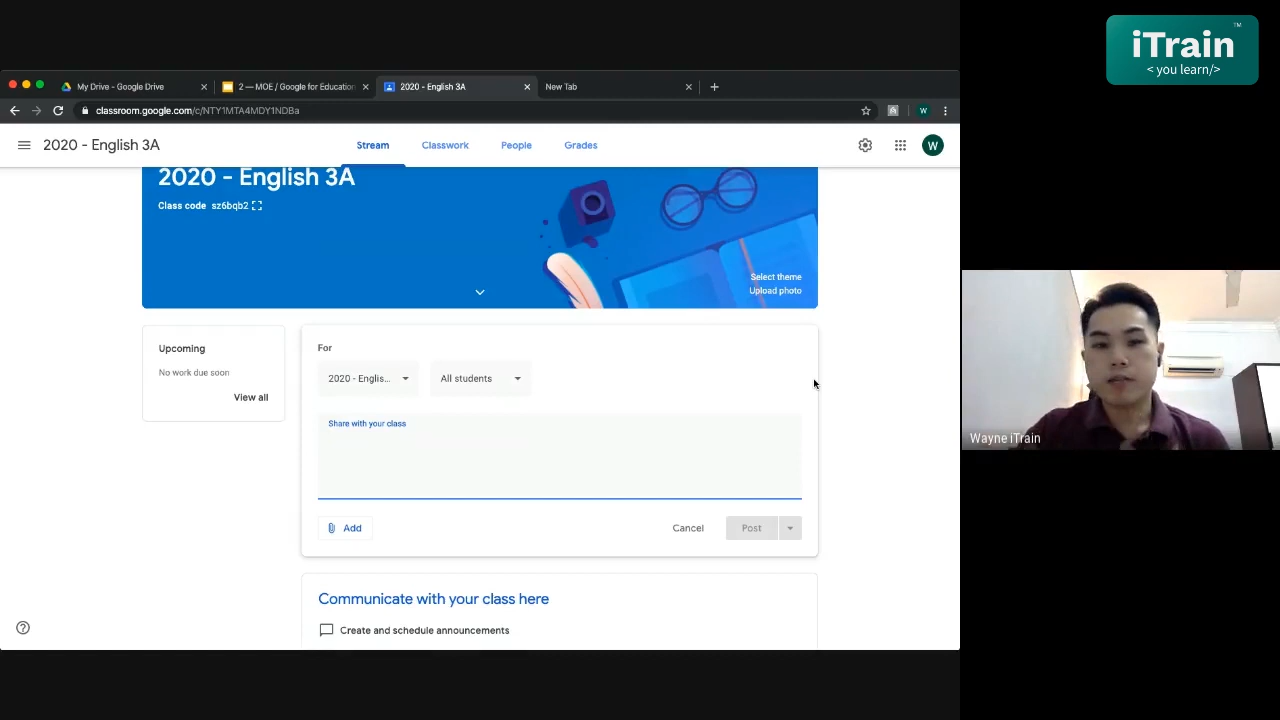 iTrain™
< you learn/>
My Drive - Google Drive
2 — MOE / Google for Education
2020 - English 3A
New Tab
classroom.google.com/c/NTY1MTA4MDY1NDBa
W
2020 - English 3A
Stream
Classwork
People
Grades
W
2020 - English 3A
Class code sz6bqb2
Select theme
Upload photo
Upcoming
No work due soon
View all
For
2020 - Englis...
All students
Share with your class
Add
Cancel
Post
Communicate with your class here
Create and schedule announcements
Wayne iTrain